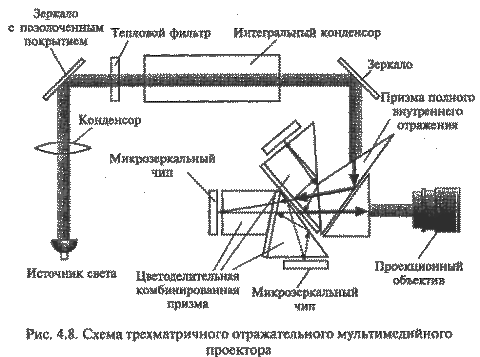 Зеркало
с позолоченным
покрытием
Тепловой фильтр
Интегральный конденсор
Зеркало
Призма полного
внутреннего
отражения
Конденсор
Микрозеркальный
чип
Источник света
Цветоделительная
комбинированная
призма
Микрозеркальный
чип
Проекционный
объектив
Рис. 4.8. Схема трехматричного отражательного мультимедийного
проектора